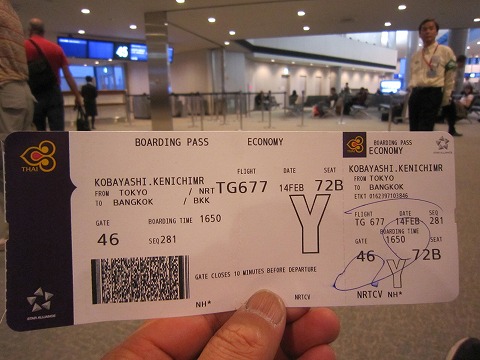 46
BOARDING PASS ECONOMY
THAI
KOBAYASHI.KENICHIMR
FROM TOKYO / NRT
TO BANGKOK / BKK
FLIGHT DATE SEAT
TG677 14FEB 72B
GATE BOARDING TIME 1650
46 SEQ 281
Y
GATE CLOSES 10 MINUTES BEFORE DEPARTURE
NH* NRTCV
STAR ALLIANCE
BOARDING PASS
ECONOMY
KOBAYASHI.KENICHIMR
FROM TOKYO
TO BANGKOK
FLIGHT DATE SEQ
TG 677 14FEB 281
GATE BOARDING TIME
1650
46 72B
Y
NRTCV NH*